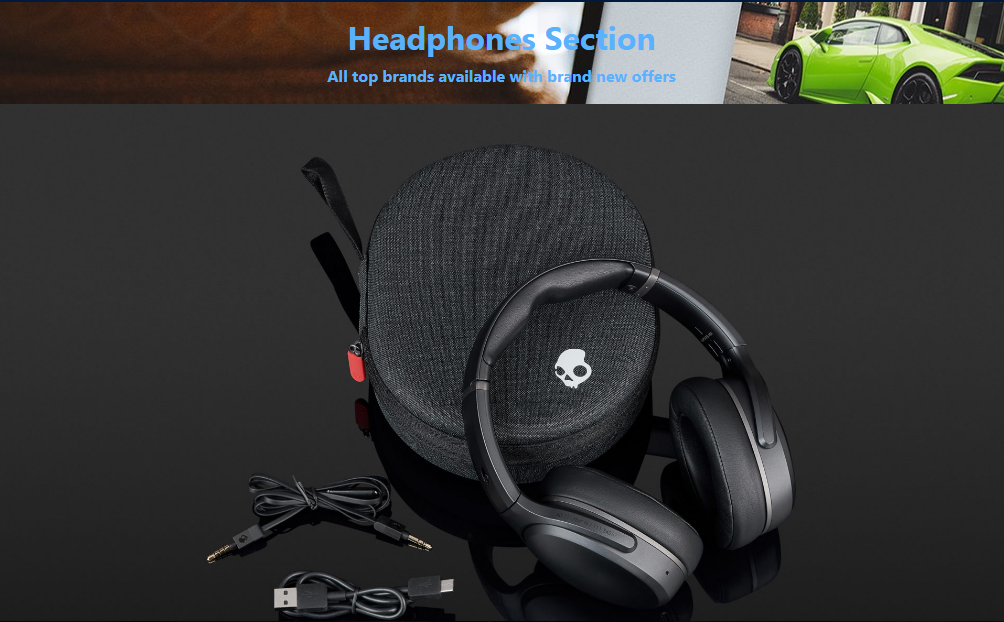 Headphones Section
All top brands available with brand new offers